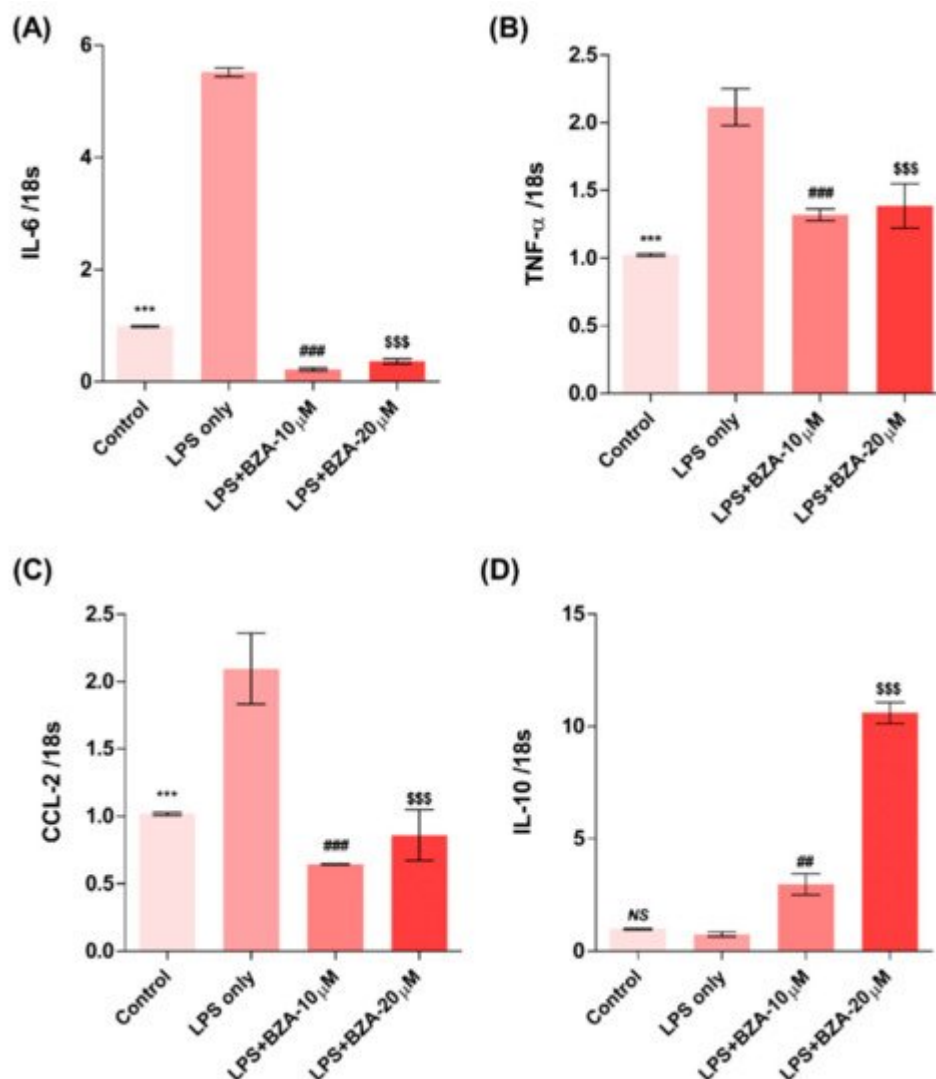 (A)
IL-6 /18s
6
4
2
0
***
###
$$$
Control
LPS only
LPS+BZA-10μM
LPS+BZA-20μM
(B)
TNF-α /18s
2.5
2.0
1.5
1.0
0.5
0.0
***
###
$$$
Control
LPS only
LPS+BZA-10μM
LPS+BZA-20μM
(C)
CCL-2 /18s
2.5
2.0
1.5
1.0
0.5
0.0
***
###
$$$
Control
LPS only
LPS+BZA-10μM
LPS+BZA-20μM
(D)
IL-10 /18s
15
10
5
0
NS
##
$$$
Control
LPS only
LPS+BZA-10μM
LPS+BZA-20μM